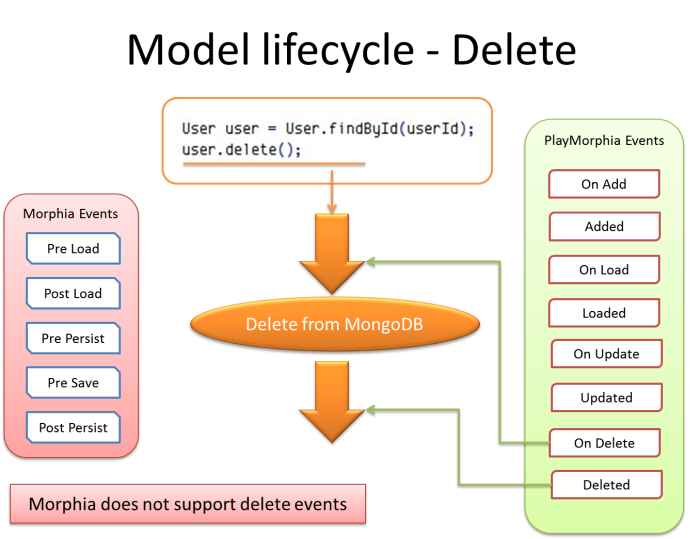 Model lifecycle - Delete
User user = User.findById(userId);
user.delete();
PlayMorphia Events
On Add
Added
On Load
Loaded
On Update
Updated
On Delete
Deleted
Morphia Events
Pre Load
Post Load
Pre Persist
Pre Save
Post Persist
Delete from MongoDB
Morphia does not support delete events